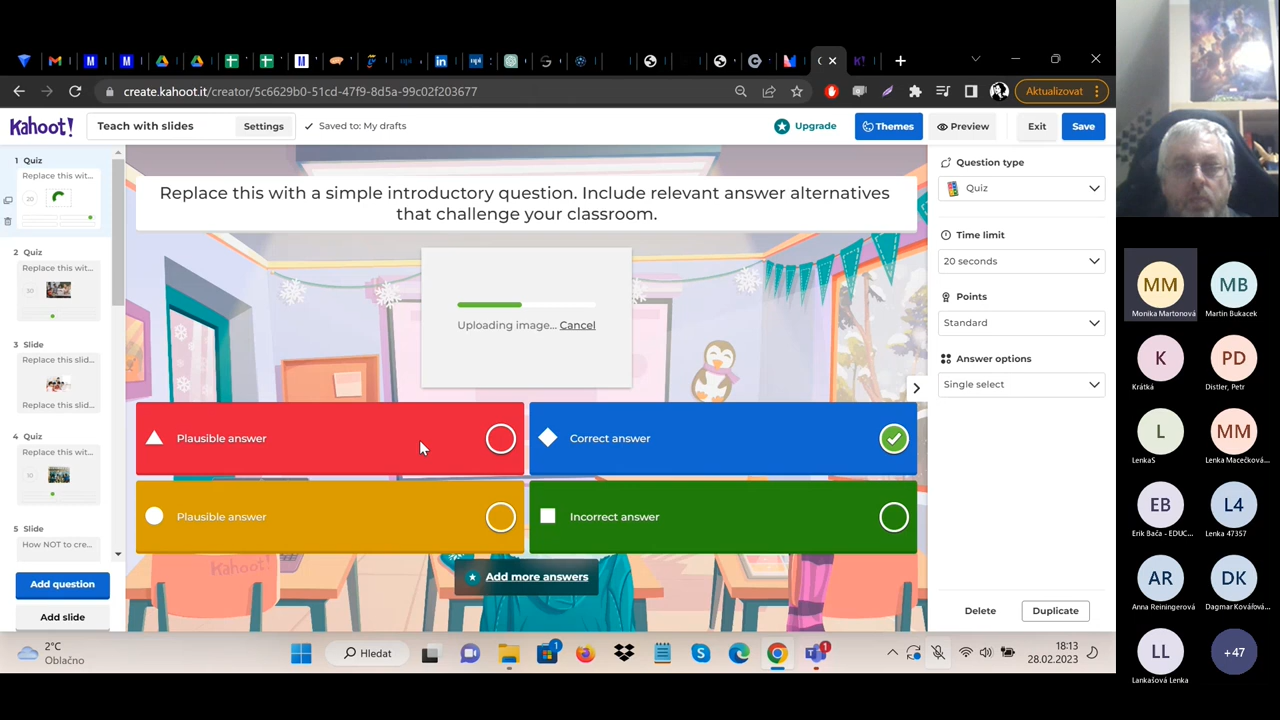 create.kahoot.it/creator/5c6629b0-51cd-47f9-8d5a-99c02f203677
Aktualizovat
Kahoot!
Teach with slides
Settings
Saved to: My drafts
Upgrade
Themes
Preview
Exit
Save
1 Quiz
Replace this wit...
2 Quiz
Replace this wit...
3 Slide
Replace this slid...
Replace this slid...
4 Quiz
Replace this wit...
5 Slide
How NOT to cre...
Add question
Add slide
Replace this with a simple introductory question. Include relevant answer alternatives
that challenge your classroom.
Uploading image... Cancel
Plausible answer
Correct answer
Plausible answer
Incorrect answer
Add more answers
Kahoot!
Question type
Quiz
Time limit
20 seconds
Points
Standard
Answer options
Single select
Delete
Duplicate
2°C
Oblačno
Hledat
18:13
28.02.2023
MM
Monika Martonová
MB
Martin Bukacek
K
Krátká
PD
Distler, Petr
L
LenkaS
MM
Lenka Macečková...
EB
Erik Bača - EDUC...
L4
Lenka 47357
AR
Anna Reiningerová
DK
Dagmar Kovářová...
LL
Lankašová Lenka
+47